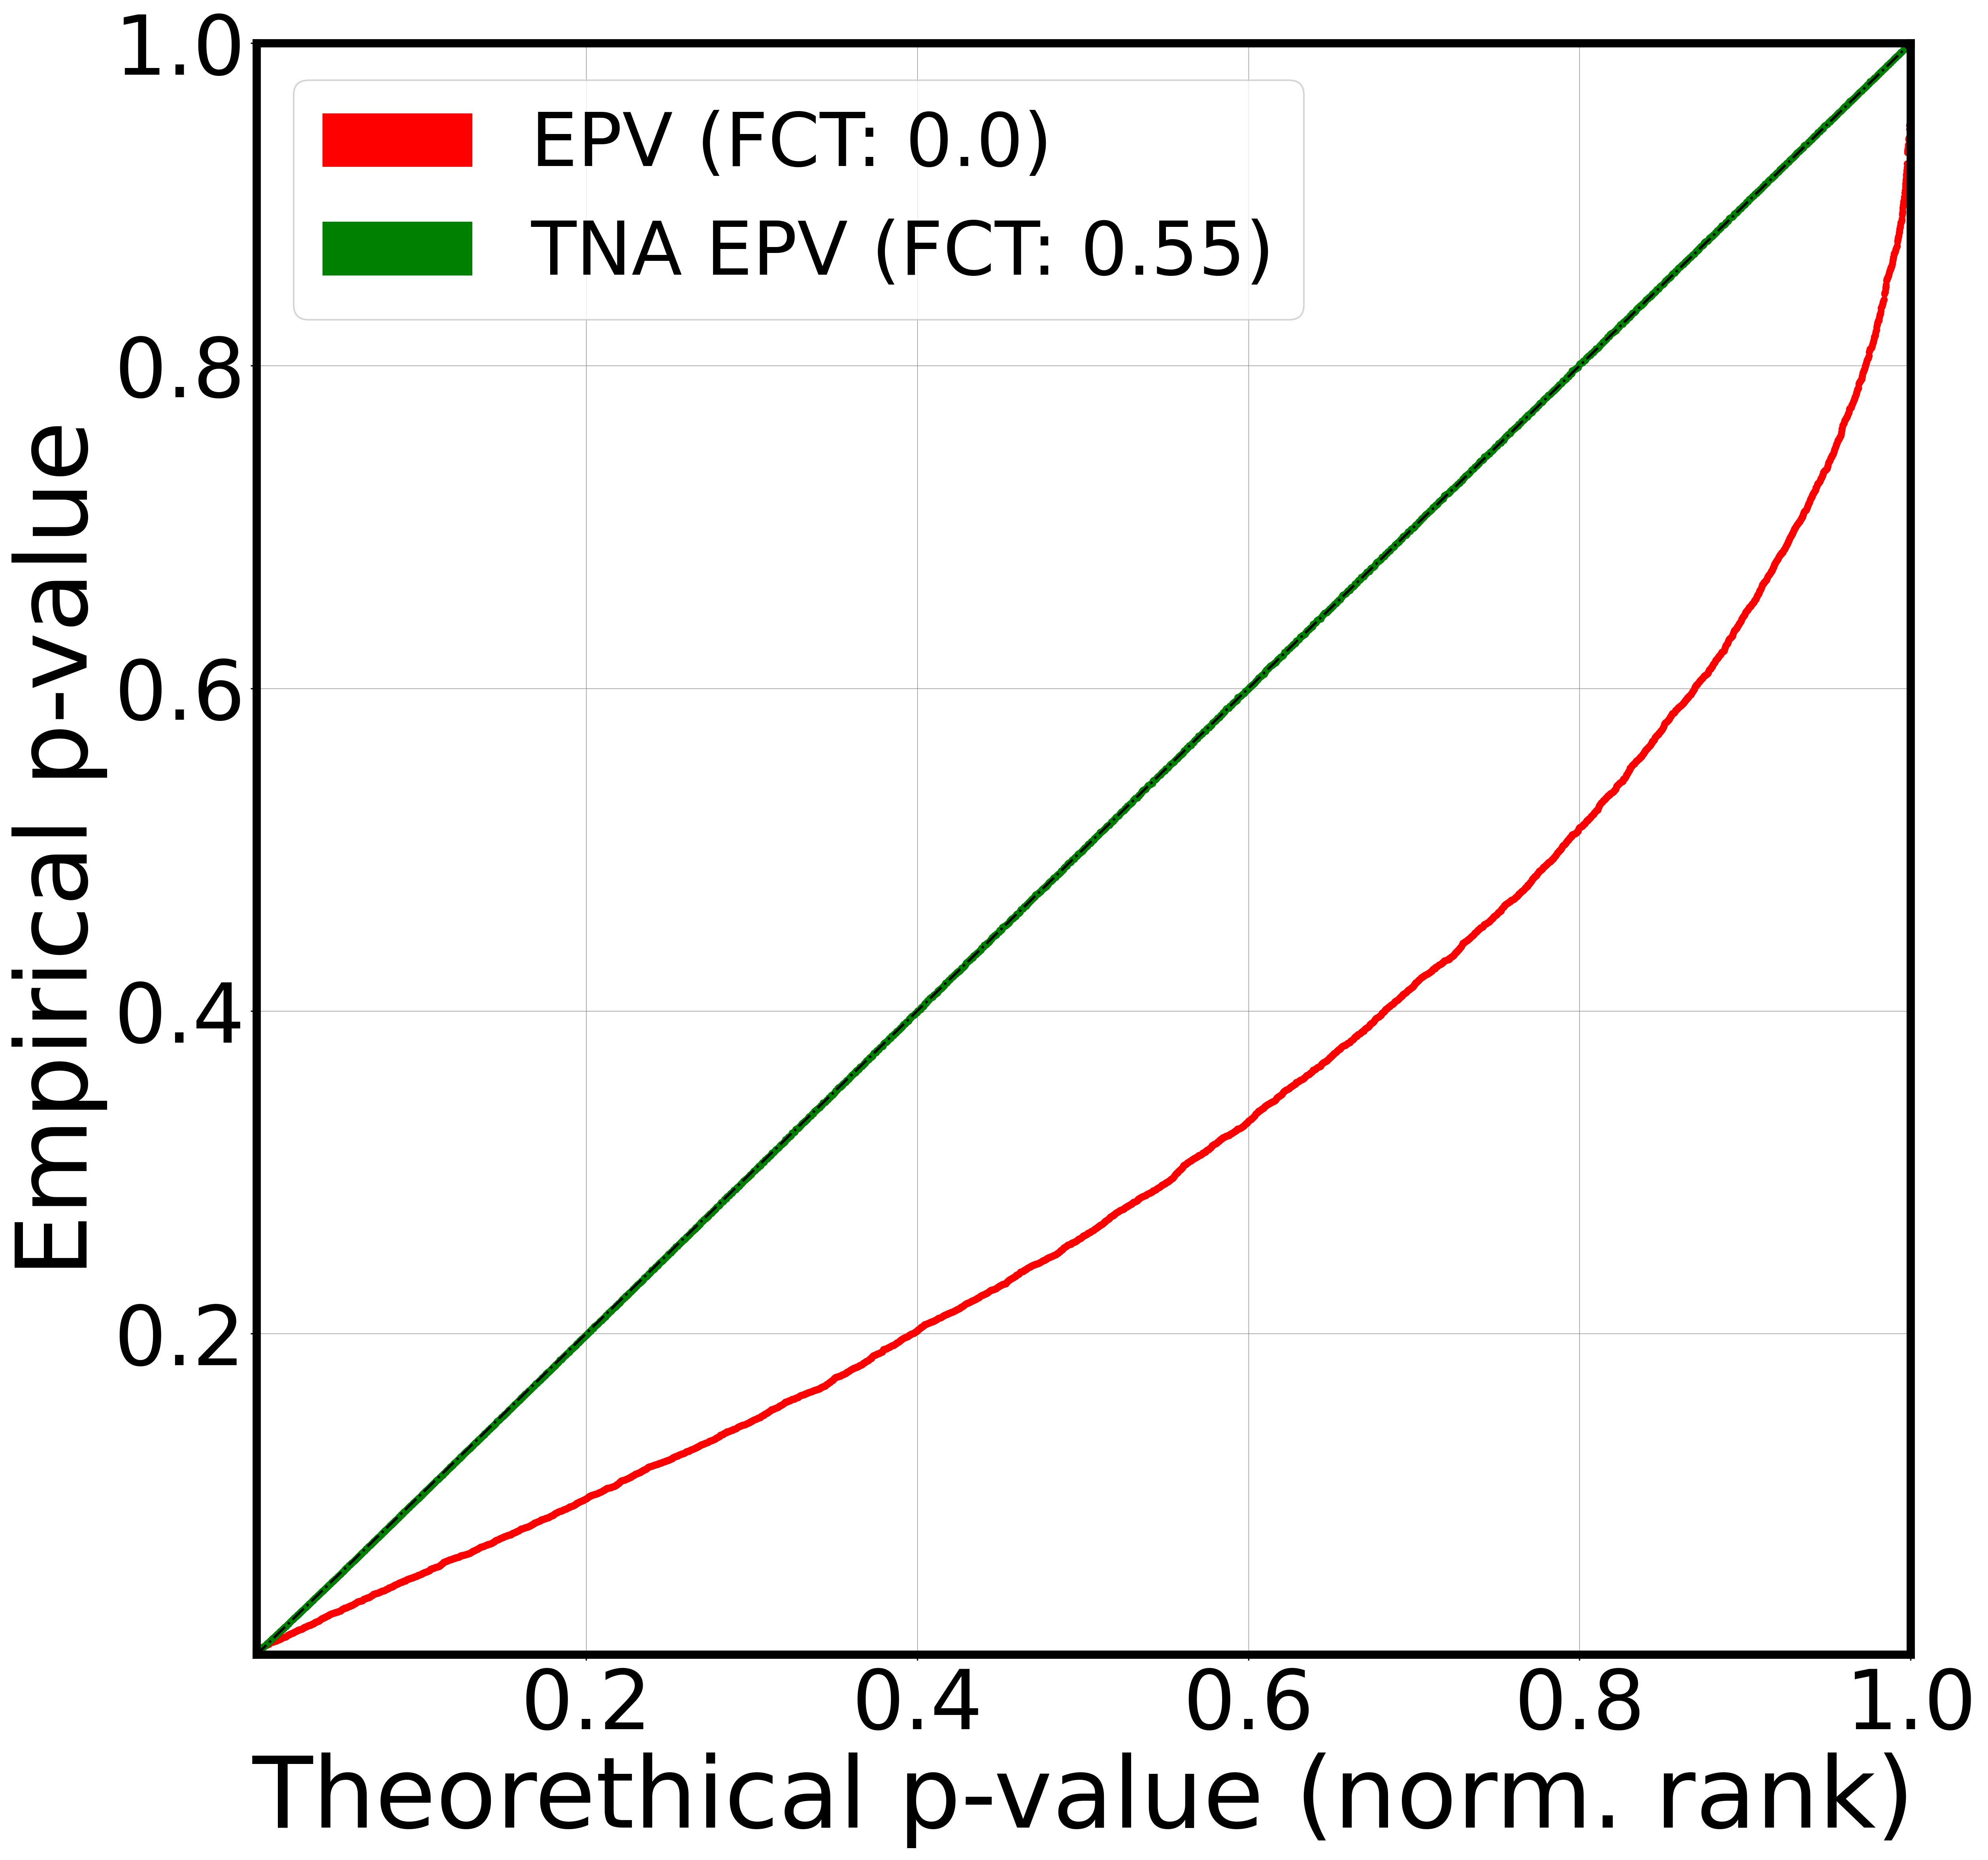 1.0
EPV (FCT: 0.0)
TNA EPV (FCT: 0.55)
0.8
0.6
0.4
0.2
Empirical p-value
0.2 0.4 0.6 0.8 1.0
Theorethical p-value (norm. rank)